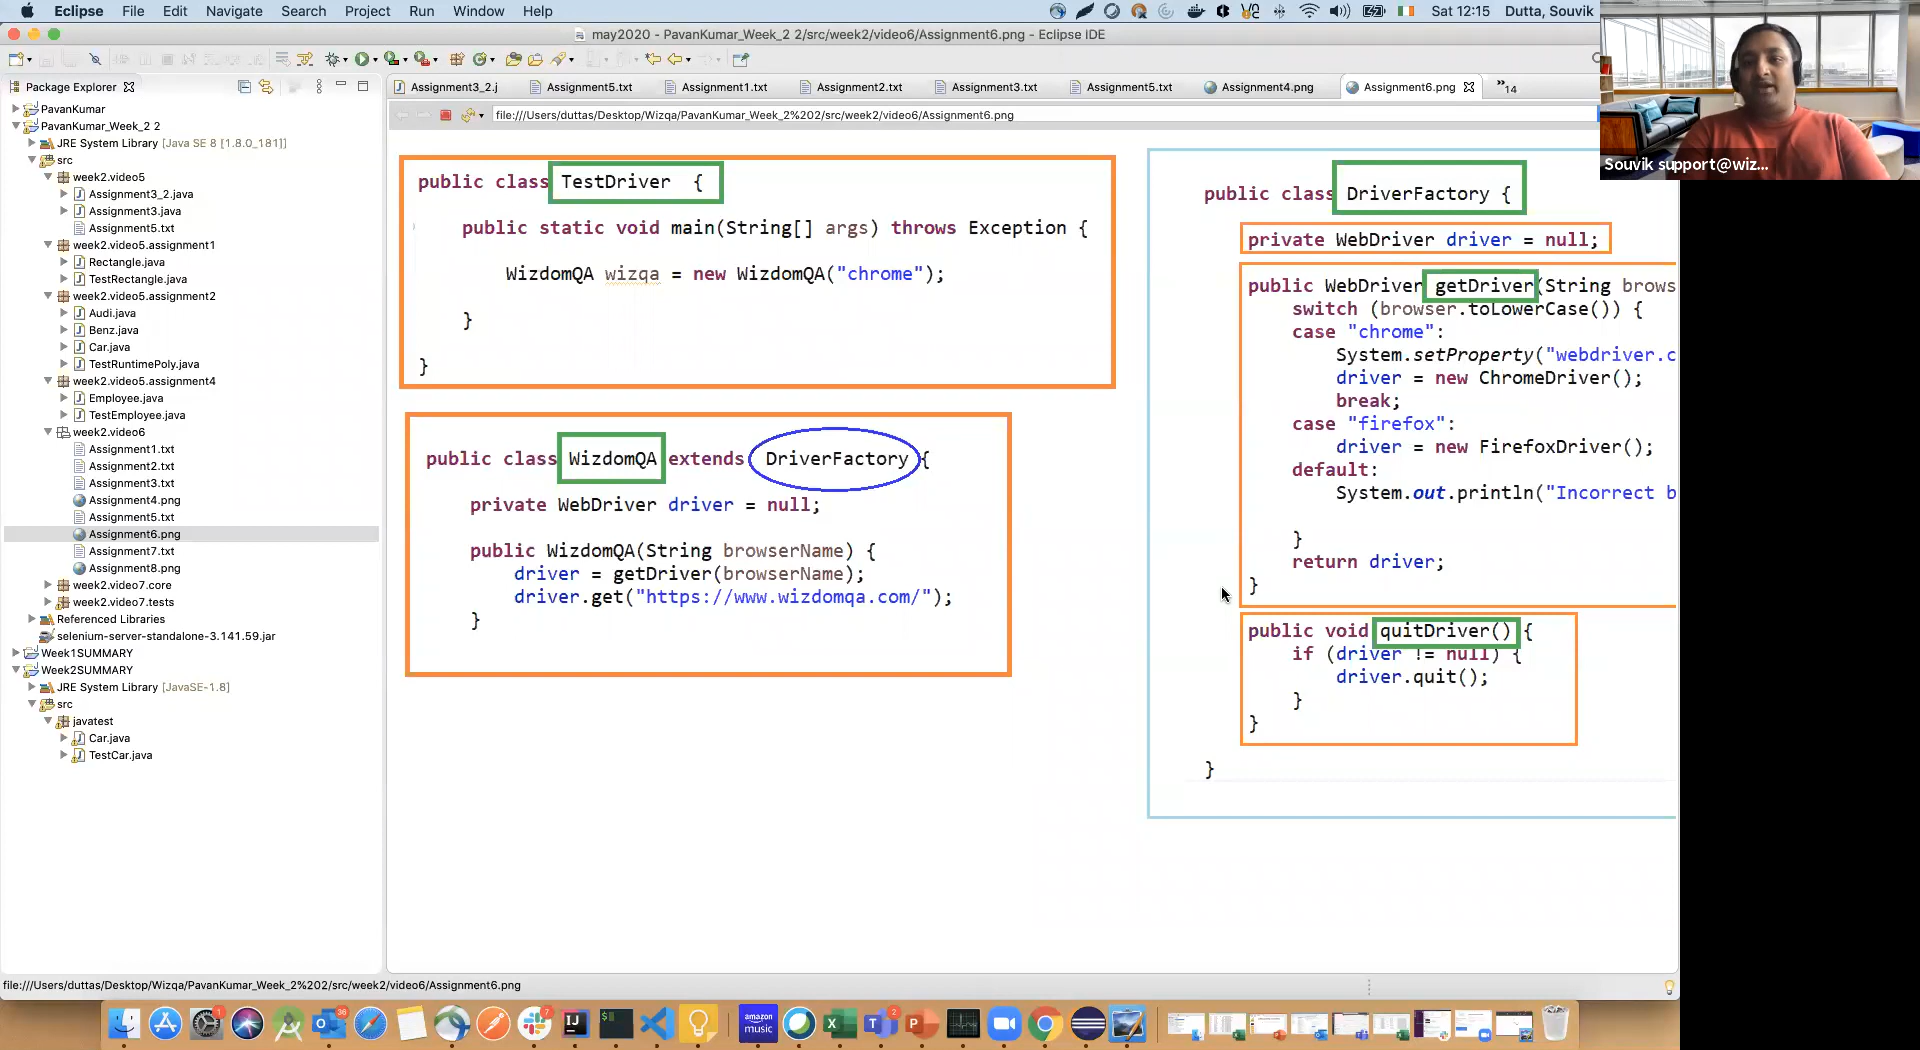 Eclipse File Edit Navigate Search Project Run Window Help Sat 12:15 Dutta, Souvik
may2020 - PavanKumar_Week_2 2/src/week2/video6/Assignment6.png - Eclipse IDE
Package Explorer
Assignment3_2.j Assignment5.txt Assignment1.txt Assignment2.txt Assignment3.txt Assignment5.txt Assignment4.png Assignment6.png »14
file:///Users/duttas/Desktop/Wizqa/PavanKumar_Week_2%202/src/week2/video6/Assignment6.png
PavanKumar
PavanKumar_Week_2 2
JRE System Library [Java SE 8 [1.8.0_181]]
src
week2.video5
Assignment3_2.java
Assignment3.java
Assignment5.txt
week2.video5.assignment1
Rectangle.java
TestRectangle.java
week2.video5.assignment2
Audi.java
Benz.java
Car.java
TestRuntimePoly.java
week2.video5.assignment4
Employee.java
TestEmployee.java
week2.video6
Assignment1.txt
Assignment2.txt
Assignment3.txt
Assignment4.png
Assignment5.txt
Assignment6.png
Assignment7.txt
Assignment8.png
week2.video7.core
week2.video7.tests
Referenced Libraries
selenium-server-standalone-3.141.59.jar
Week1SUMMARY
Week2SUMMARY
JRE System Library [JavaSE-1.8]
src
javatest
Car.java
TestCar.java
public class TestDriver {
public static void main(String[] args) throws Exception {
WizdomQA wizqa = new WizdomQA("chrome");
}
}
public class WizdomQA extends DriverFactory {
private WebDriver driver = null;
public WizdomQA(String browserName) {
driver = getDriver(browserName);
driver.get("https://www.wizdomqa.com/");
}
public class DriverFactory {
private WebDriver driver = null;
public WebDriver getDriver(String brows
switch (browser.toLowerCase()) {
case "chrome":
System.setProperty("webdriver.c
driver = new ChromeDriver();
break;
case "firefox":
driver = new FirefoxDriver();
default:
System.out.println("Incorrect b
}
return driver;
}
public void quitDriver() {
if (driver != null) {
driver.quit();
}
}
}
Souvik support@wiz...
file:///Users/duttas/Desktop/Wizqa/PavanKumar_Week_2%202/src/week2/video6/Assignment6.png
amazon
music